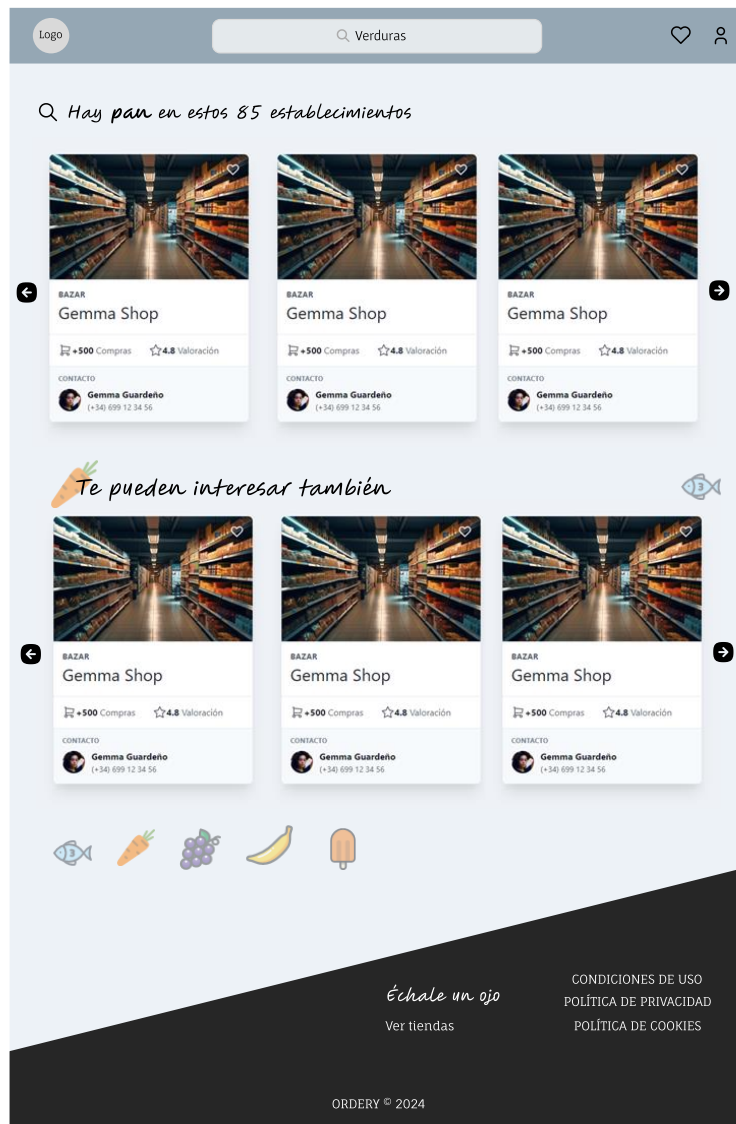 Logo
Verduras
Hay pan en estos 85 establecimientos
BAZAR
Gemma Shop
+500 Compras 4.8 Valoración
CONTACTO
Gemma Guardeño
(+34) 699 12 34 56
BAZAR
Gemma Shop
+500 Compras 4.8 Valoración
CONTACTO
Gemma Guardeño
(+34) 699 12 34 56
BAZAR
Gemma Shop
+500 Compras 4.8 Valoración
CONTACTO
Gemma Guardeño
(+34) 699 12 34 56
Te pueden interesar también
BAZAR
Gemma Shop
+500 Compras 4.8 Valoración
CONTACTO
Gemma Guardeño
(+34) 699 12 34 56
BAZAR
Gemma Shop
+500 Compras 4.8 Valoración
CONTACTO
Gemma Guardeño
(+34) 699 12 34 56
BAZAR
Gemma Shop
+500 Compras 4.8 Valoración
CONTACTO
Gemma Guardeño
(+34) 699 12 34 56
Échale un ojo
Ver tiendas
CONDICIONES DE USO
POLÍTICA DE PRIVACIDAD
POLÍTICA DE COOKIES
ORDERY © 2024